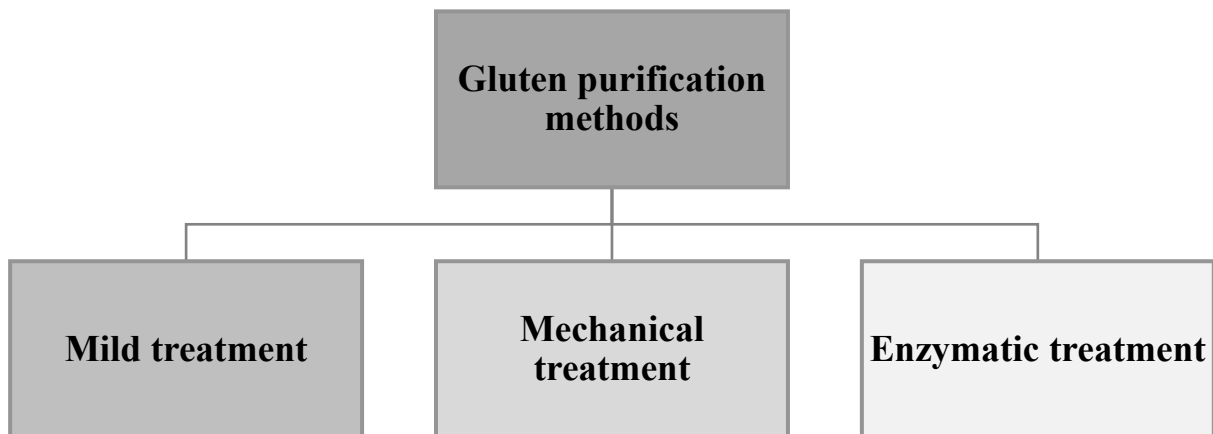 Gluten purification
methods
Mild treatment
Mechanical
treatment
Enzymatic treatment